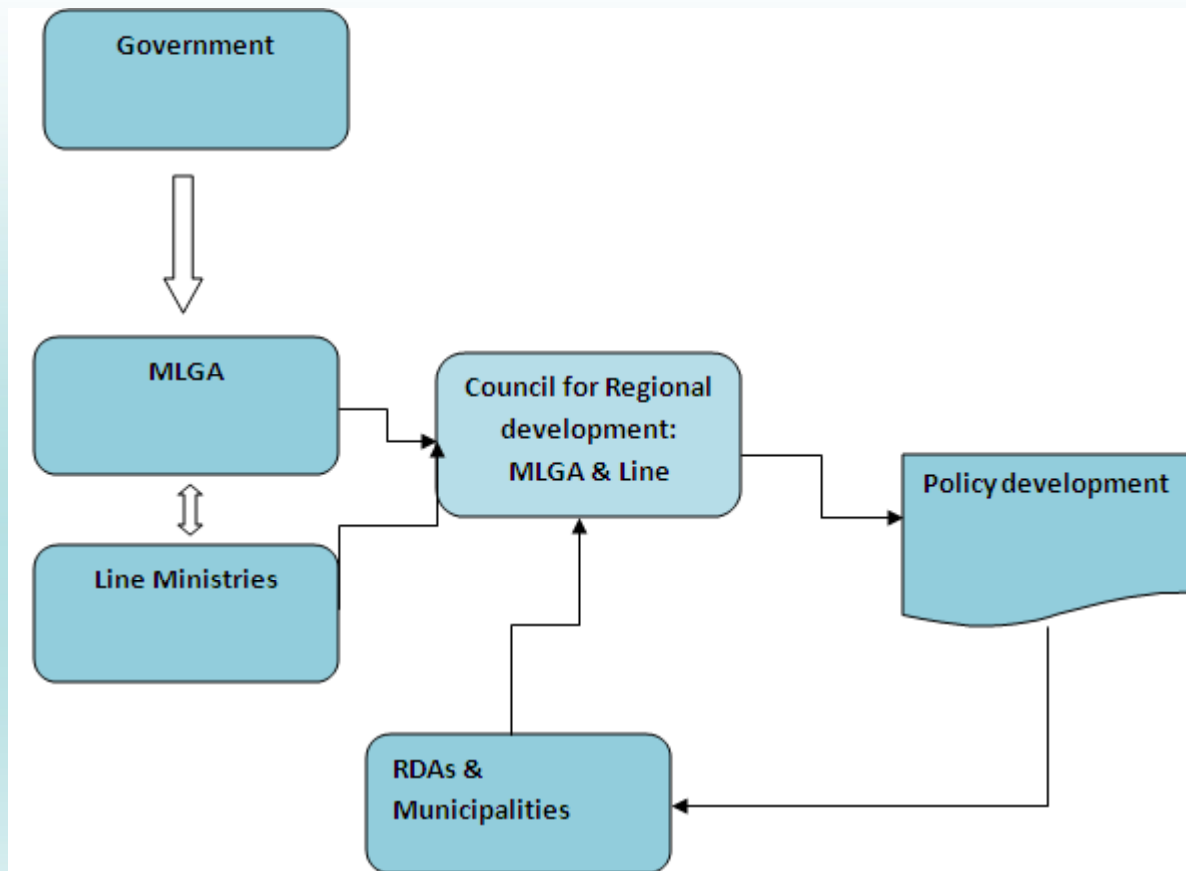 Government
MLGA
Council for Regional
development:
MLGA & Line
Policy development
Line Ministries
RDAs &
Municipalities